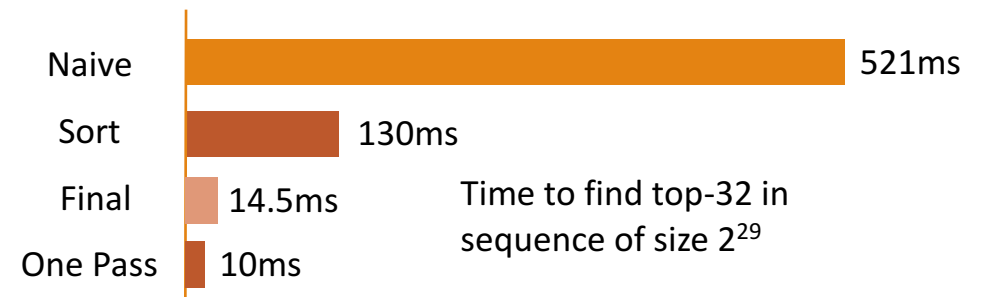 Naive 521ms
Sort 130ms
Final 14.5ms
Time to find top-32 in
sequence of size 2²⁹
One Pass 10ms